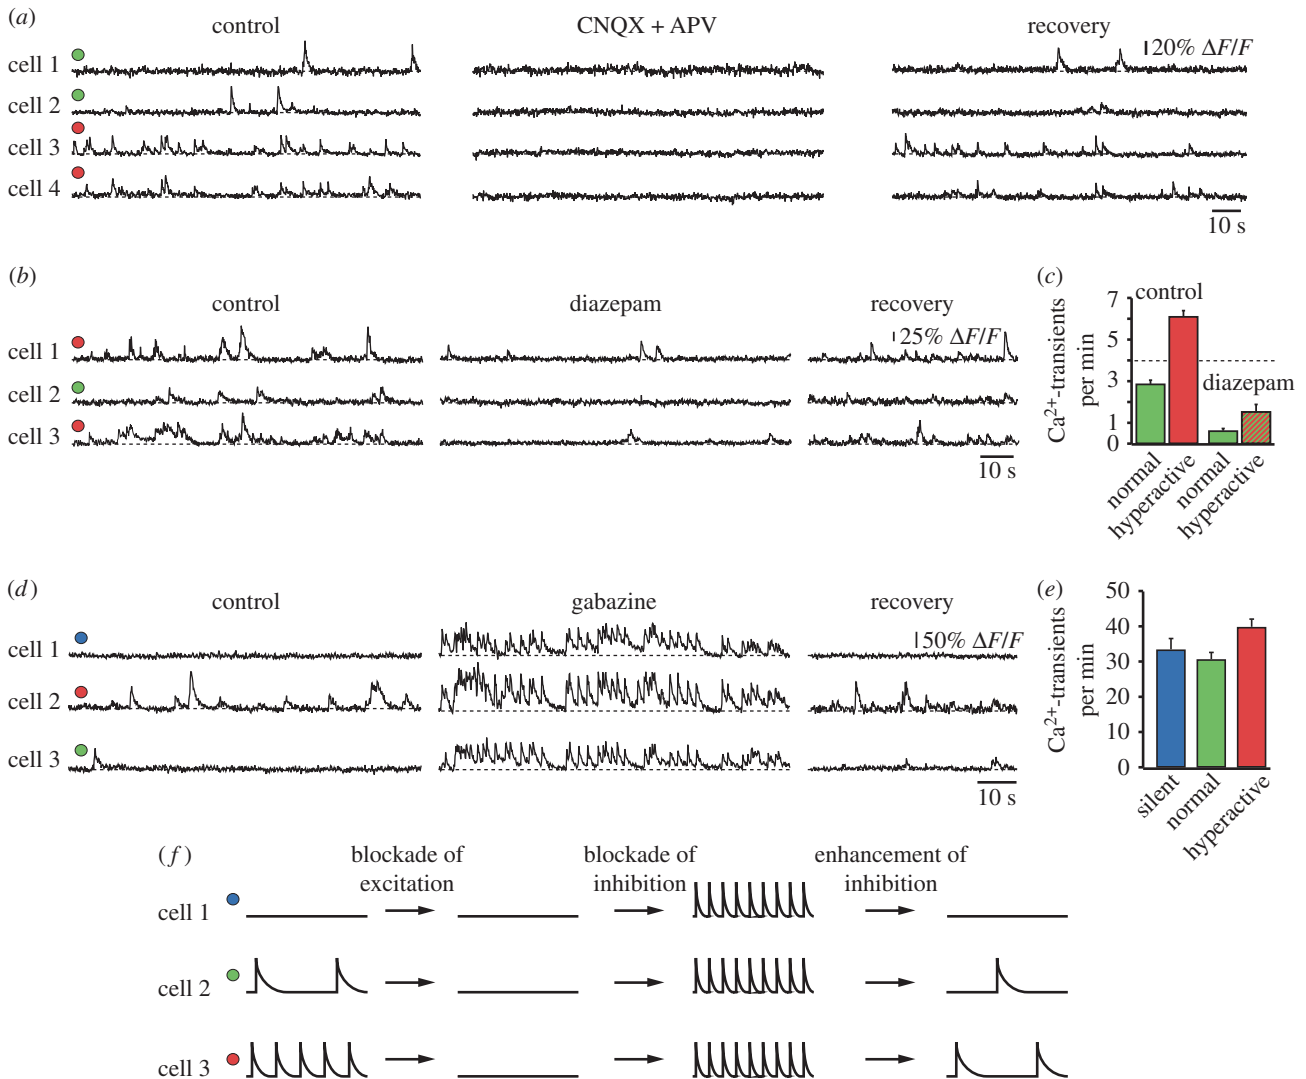 (a)
control
CNQX + APV
recovery
20% ΔF/F
cell 1
cell 2
cell 3
cell 4
10 s
(b)
control
diazepam
recovery
25% ΔF/F
cell 1
cell 2
cell 3
10 s
(c)
Ca²⁺-transients
per min
7
3
1
0
control
diazepam
normal
hyperactive
normal
hyperactive
(d)
control
gabazine
recovery
50% ΔF/F
cell 1
cell 2
cell 3
10 s
(e)
Ca²⁺-transients
per min
50
40
30
20
10
0
silent
normal
hyperactive
(f)
blockade of
excitation
blockade of
inhibition
enhancement of
inhibition
cell 1
cell 2
cell 3